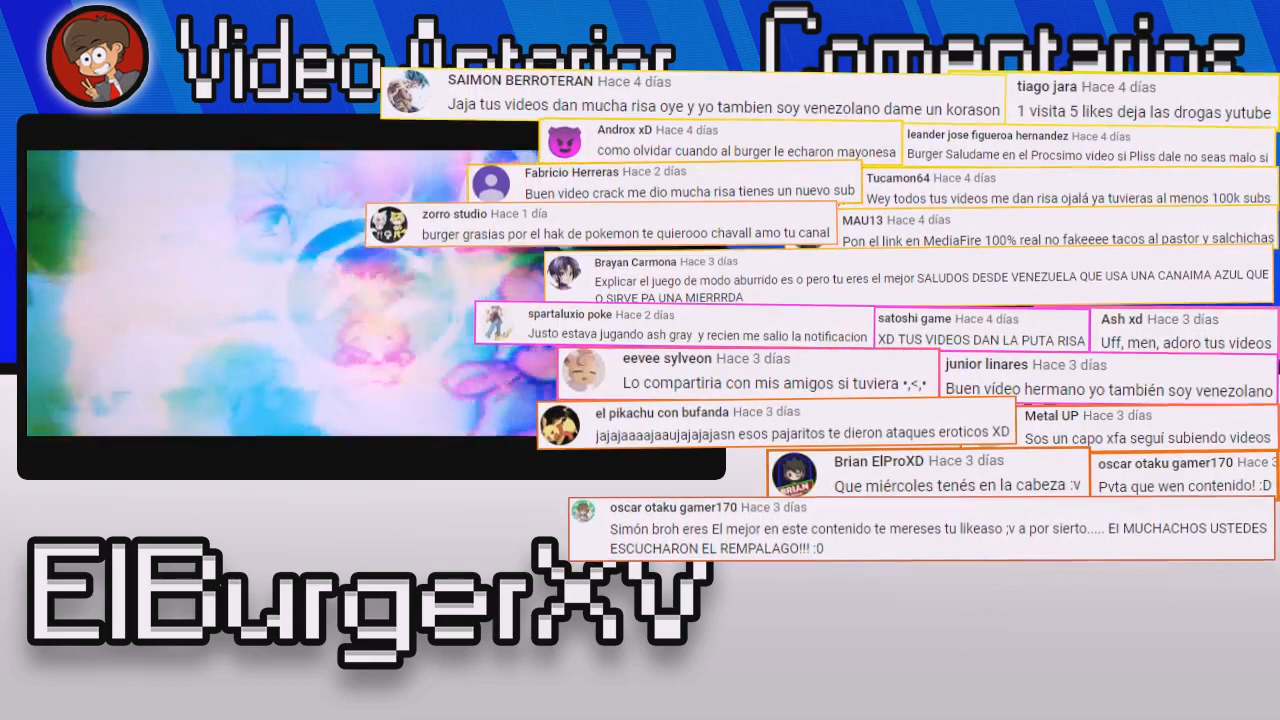 Video Anterior
Comentarios
SAIMON BERROTERAN Hace 4 días
Jaja tus videos dan mucha risa oye y yo tambien soy venezolano dame un korason
tiago jara Hace 4 días
1 visita 5 likes deja las drogas yutube
Androx xD Hace 4 días
como olvidar cuando al burger le echaron mayonesa
leander jose figueroa hernandez Hace 4 días
Burger Saludame en el Procsimo video si Pliss dale no seas malo si
Fabricio Herreras Hace 2 días
Buen video crack me dio mucha risa tienes un nuevo sub
Tucamon64 Hace 4 días
Wey todos tus videos me dan risa ojalá ya tuvieras al menos 100k subs
zorro studio Hace 1 día
burger grasias por el hak de pokemon te quierooo chavall amo tu canal
MAU13 Hace 4 días
Pon el link en MediaFire 100% real no fakeeee tacos al pastor y salchichas
Brayan Carmona Hace 3 días
Explicar el juego de modo aburrido es o pero tu eres el mejor SALUDOS DESDE VENEZUELA QUE USA UNA CANAIMA AZUL QUE
O SIRVE PA UNA MIERRRDA
spartaluxio poke Hace 2 días
Justo estava jugando ash gray y recien me salio la notificacion
satoshi game Hace 4 días
XD TUS VIDEOS DAN LA PUTA RISA
Ash xd Hace 3 días
Uff, men, adoro tus videos
eevee sylveon Hace 3 días
Lo compartiria con mis amigos si tuviera •,<,•
junior linares Hace 3 días
Buen vídeo hermano yo también soy venezolano
el pikachu con bufanda Hace 3 días
jajajaaaajaaujajajajasn esos pajaritos te dieron ataques eroticos XD
Metal UP Hace 3 días
Sos un capo xfa seguí subiendo videos
Brian ElProXD Hace 3 días
Que miércoles tenés en la cabeza :v
BRIAN
oscar otaku gamer170 Hace 3
Pvta que wen contenido! :D
oscar otaku gamer170 Hace 3 días
Simón broh eres El mejor en este contenido te mereses tu likeaso ;v a por sierto..... EI MUCHACHOS USTEDES
ESCUCHARON EL REMPALAGO!!! :0
ElBurgerXV